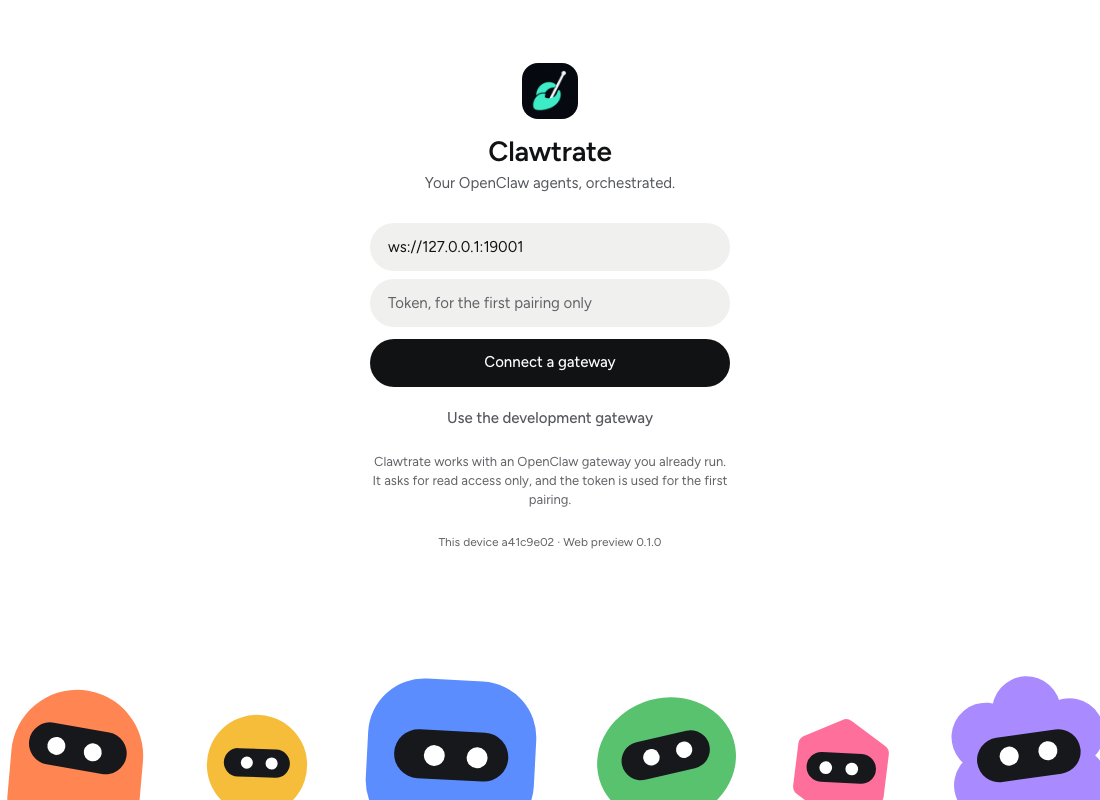 Clawtrate
Your OpenClaw agents, orchestrated.
ws://127.0.0.1:19001
Token, for the first pairing only
Connect a gateway
Use the development gateway
Clawtrate works with an OpenClaw gateway you already run.
It asks for read access only, and the token is used for the first
pairing.
This device a41c9e02 · Web preview 0.1.0